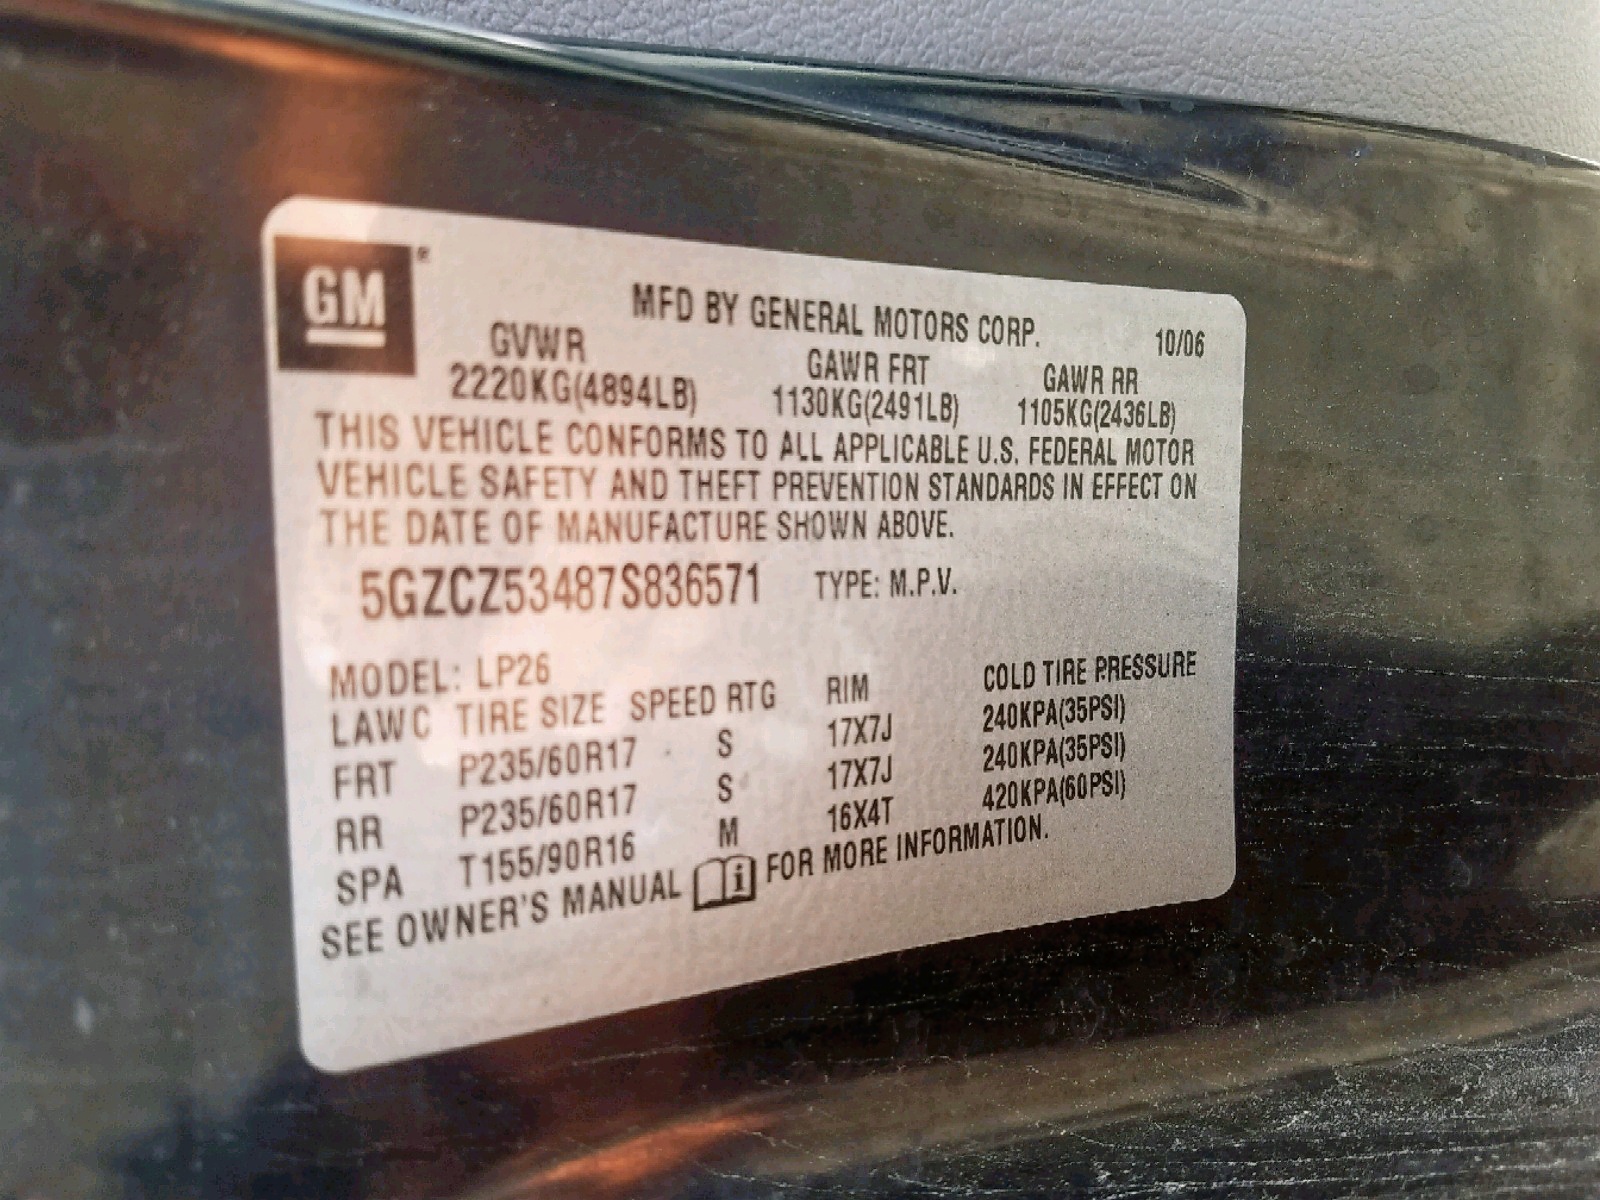 GM®
MFD BY GENERAL MOTORS CORP. 10/06
GVWR GAWR FRT GAWR RR
2220KG(4894LB) 1130KG(2491LB) 1105KG(2436LB)
THIS VEHICLE CONFORMS TO ALL APPLICABLE U.S. FEDERAL MOTOR
VEHICLE SAFETY AND THEFT PREVENTION STANDARDS IN EFFECT ON
THE DATE OF MANUFACTURE SHOWN ABOVE.
5GZCZ53487S836571 TYPE: M.P.V.
MODEL: LP26
LAWC TIRE SIZE SPEED RTG RIM COLD TIRE PRESSURE
FRT P235/60R17 S 17X7J 240KPA(35PSI)
RR P235/60R17 S 17X7J 240KPA(35PSI)
SPA T155/90R16 M 16X4T 420KPA(60PSI)
SEE OWNER'S MANUAL i FOR MORE INFORMATION.